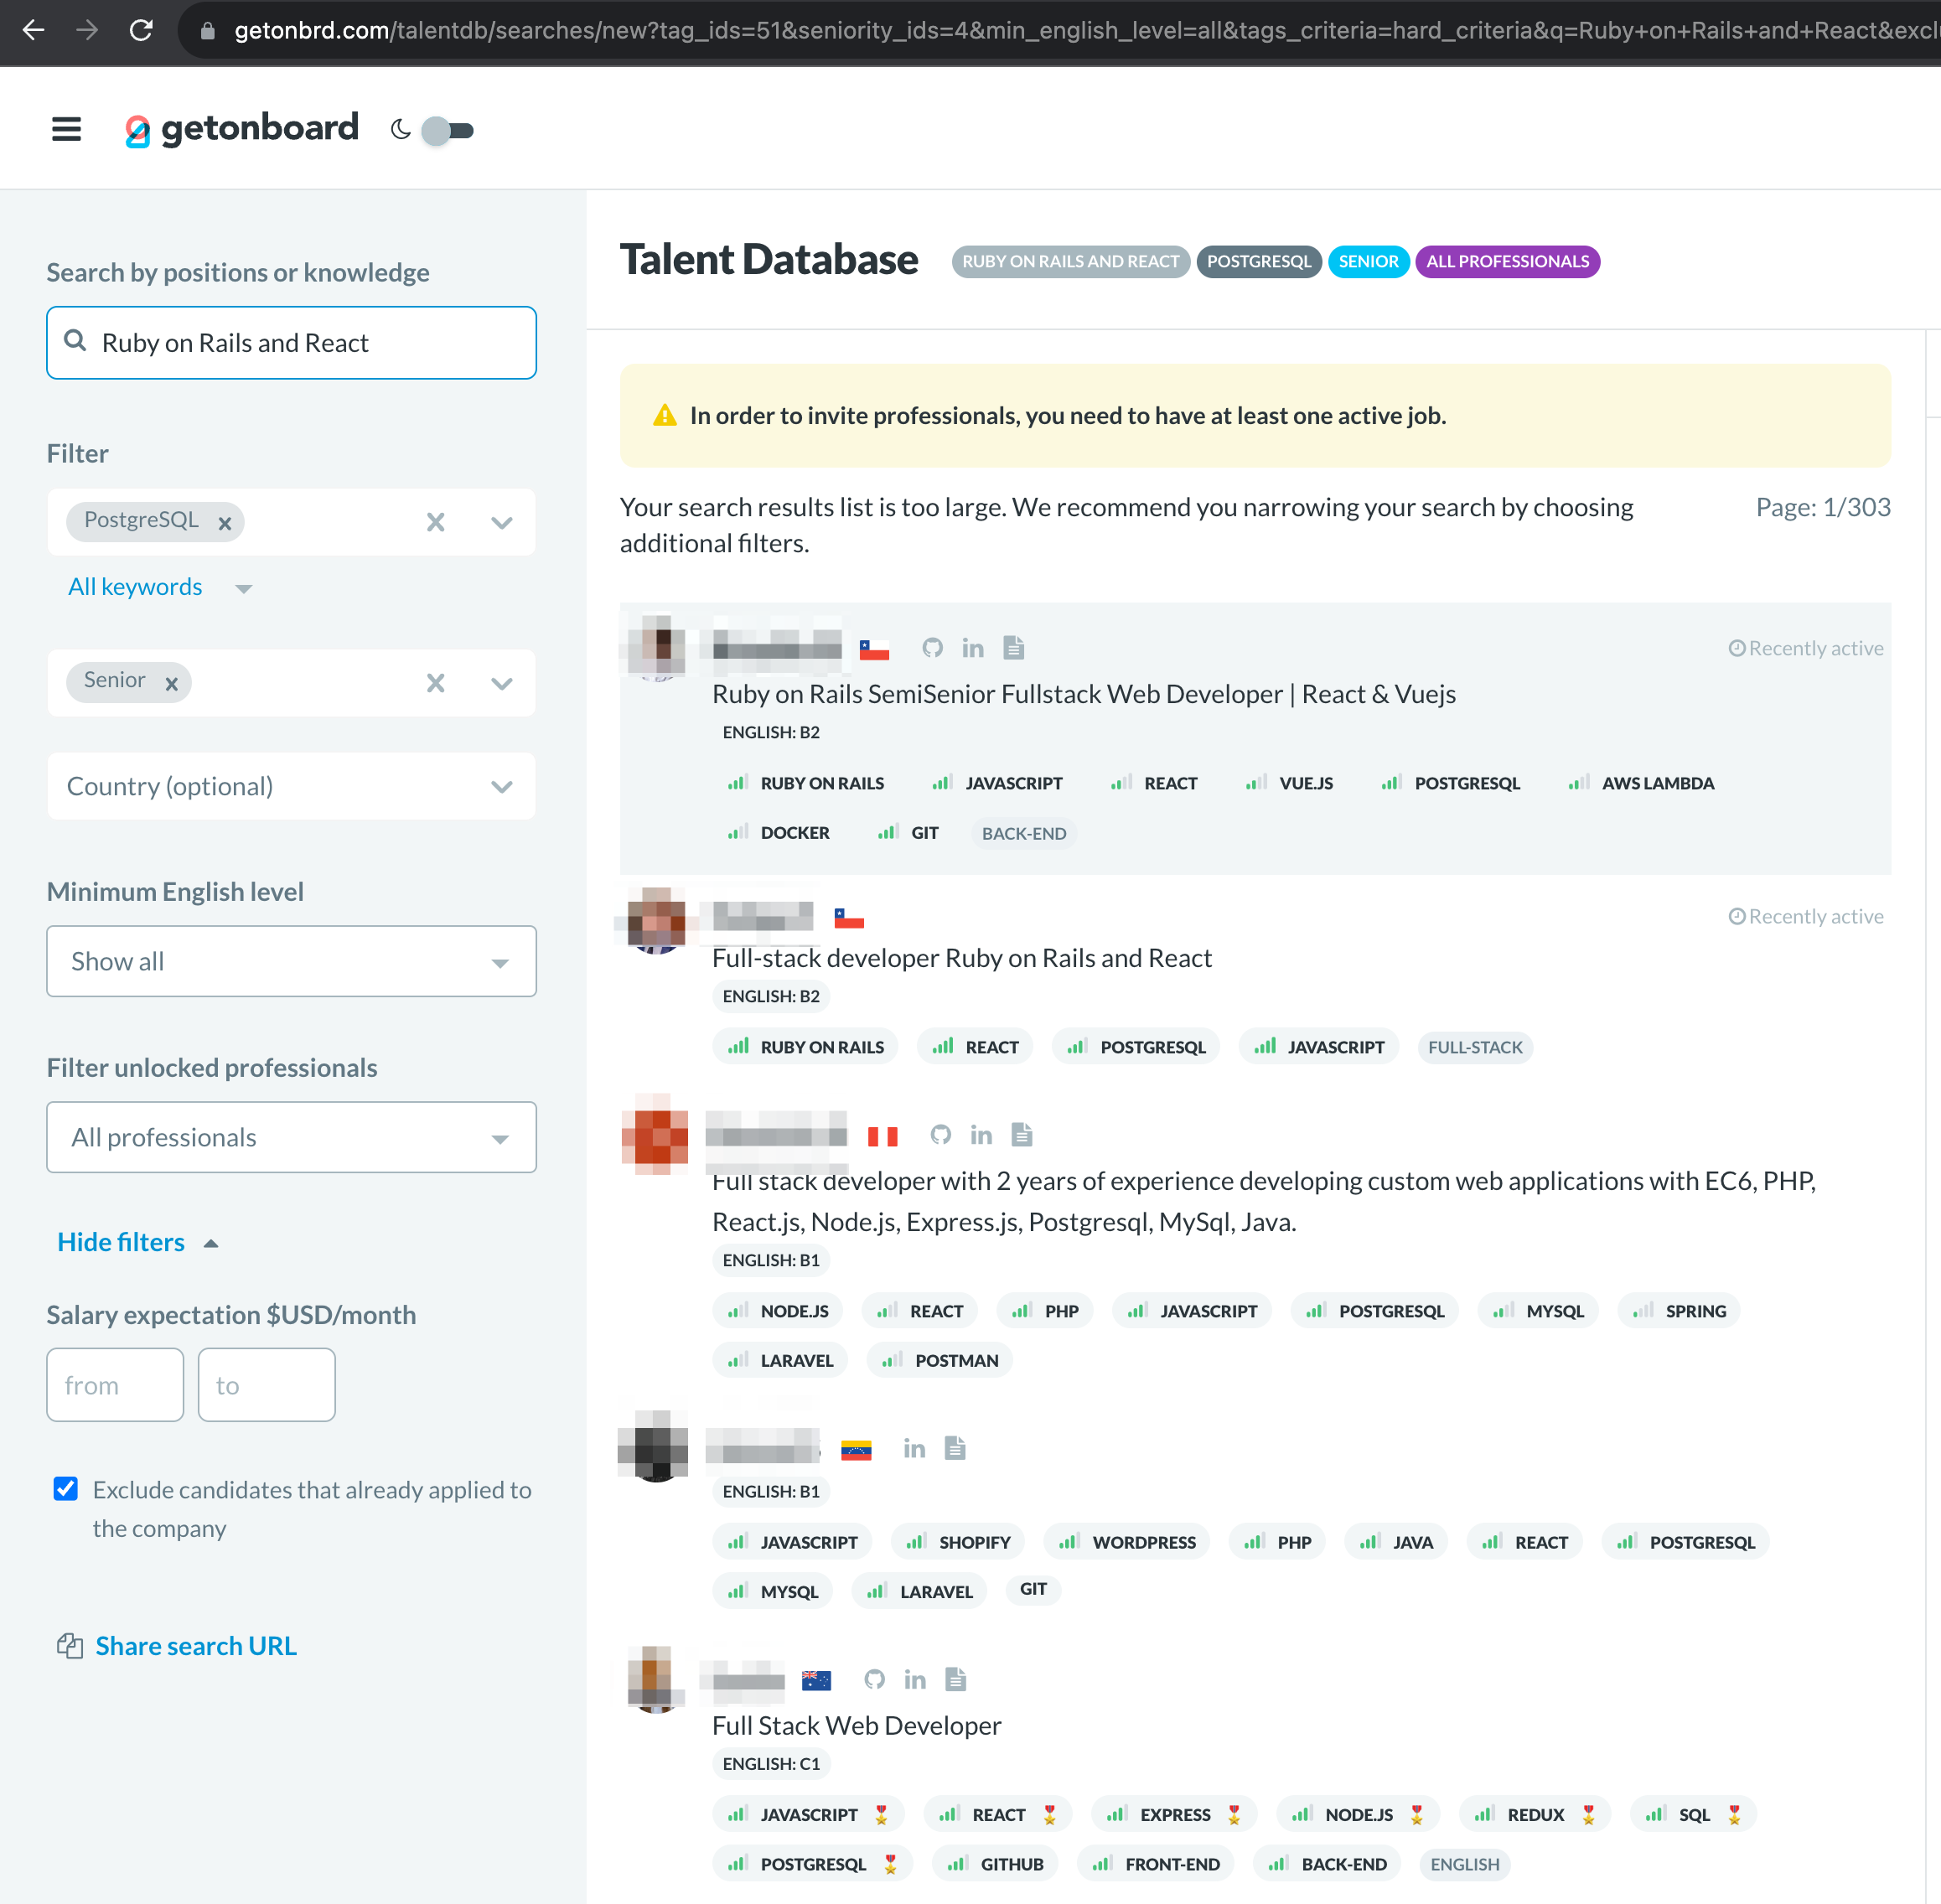 getonbrd.com/talentdb/searches/new?tag_ids=51&seniority_ids=4&min_english_level=all&tags_criteria=hard_criteria&q=Ruby+on+Rails+and+React&excl
getonboard
Search by positions or knowledge
Ruby on Rails and React
Filter
PostgreSQL x
All keywords
Senior x
Country (optional)
Minimum English level
Show all
Filter unlocked professionals
All professionals
Hide filters
Salary expectation $USD/month
from to
Exclude candidates that already applied to
the company
Share search URL
Talent Database RUBY ON RAILS AND REACT POSTGRESQL SENIOR ALL PROFESSIONALS
In order to invite professionals, you need to have at least one active job.
Your search results list is too large. We recommend you narrowing your search by choosing
additional filters.
Page: 1/303
Recently active
Ruby on Rails SemiSenior Fullstack Web Developer | React & Vuejs
ENGLISH: B2
RUBY ON RAILS JAVASCRIPT REACT VUE.JS POSTGRESQL AWS LAMBDA
DOCKER GIT BACK-END
Recently active
Full-stack developer Ruby on Rails and React
ENGLISH: B2
RUBY ON RAILS REACT POSTGRESQL JAVASCRIPT FULL-STACK
Full stack developer with 2 years of experience developing custom web applications with EC6, PHP,
React.js, Node.js, Express.js, Postgresql, MySql, Java.
ENGLISH: B1
NODE.JS REACT PHP JAVASCRIPT POSTGRESQL MYSQL SPRING
LARAVEL POSTMAN
ENGLISH: B1
JAVASCRIPT SHOPIFY WORDPRESS PHP JAVA REACT POSTGRESQL
MYSQL LARAVEL GIT
Full Stack Web Developer
ENGLISH: C1
JAVASCRIPT REACT EXPRESS NODE.JS REDUX SQL
POSTGRESQL GITHUB FRONT-END BACK-END ENGLISH